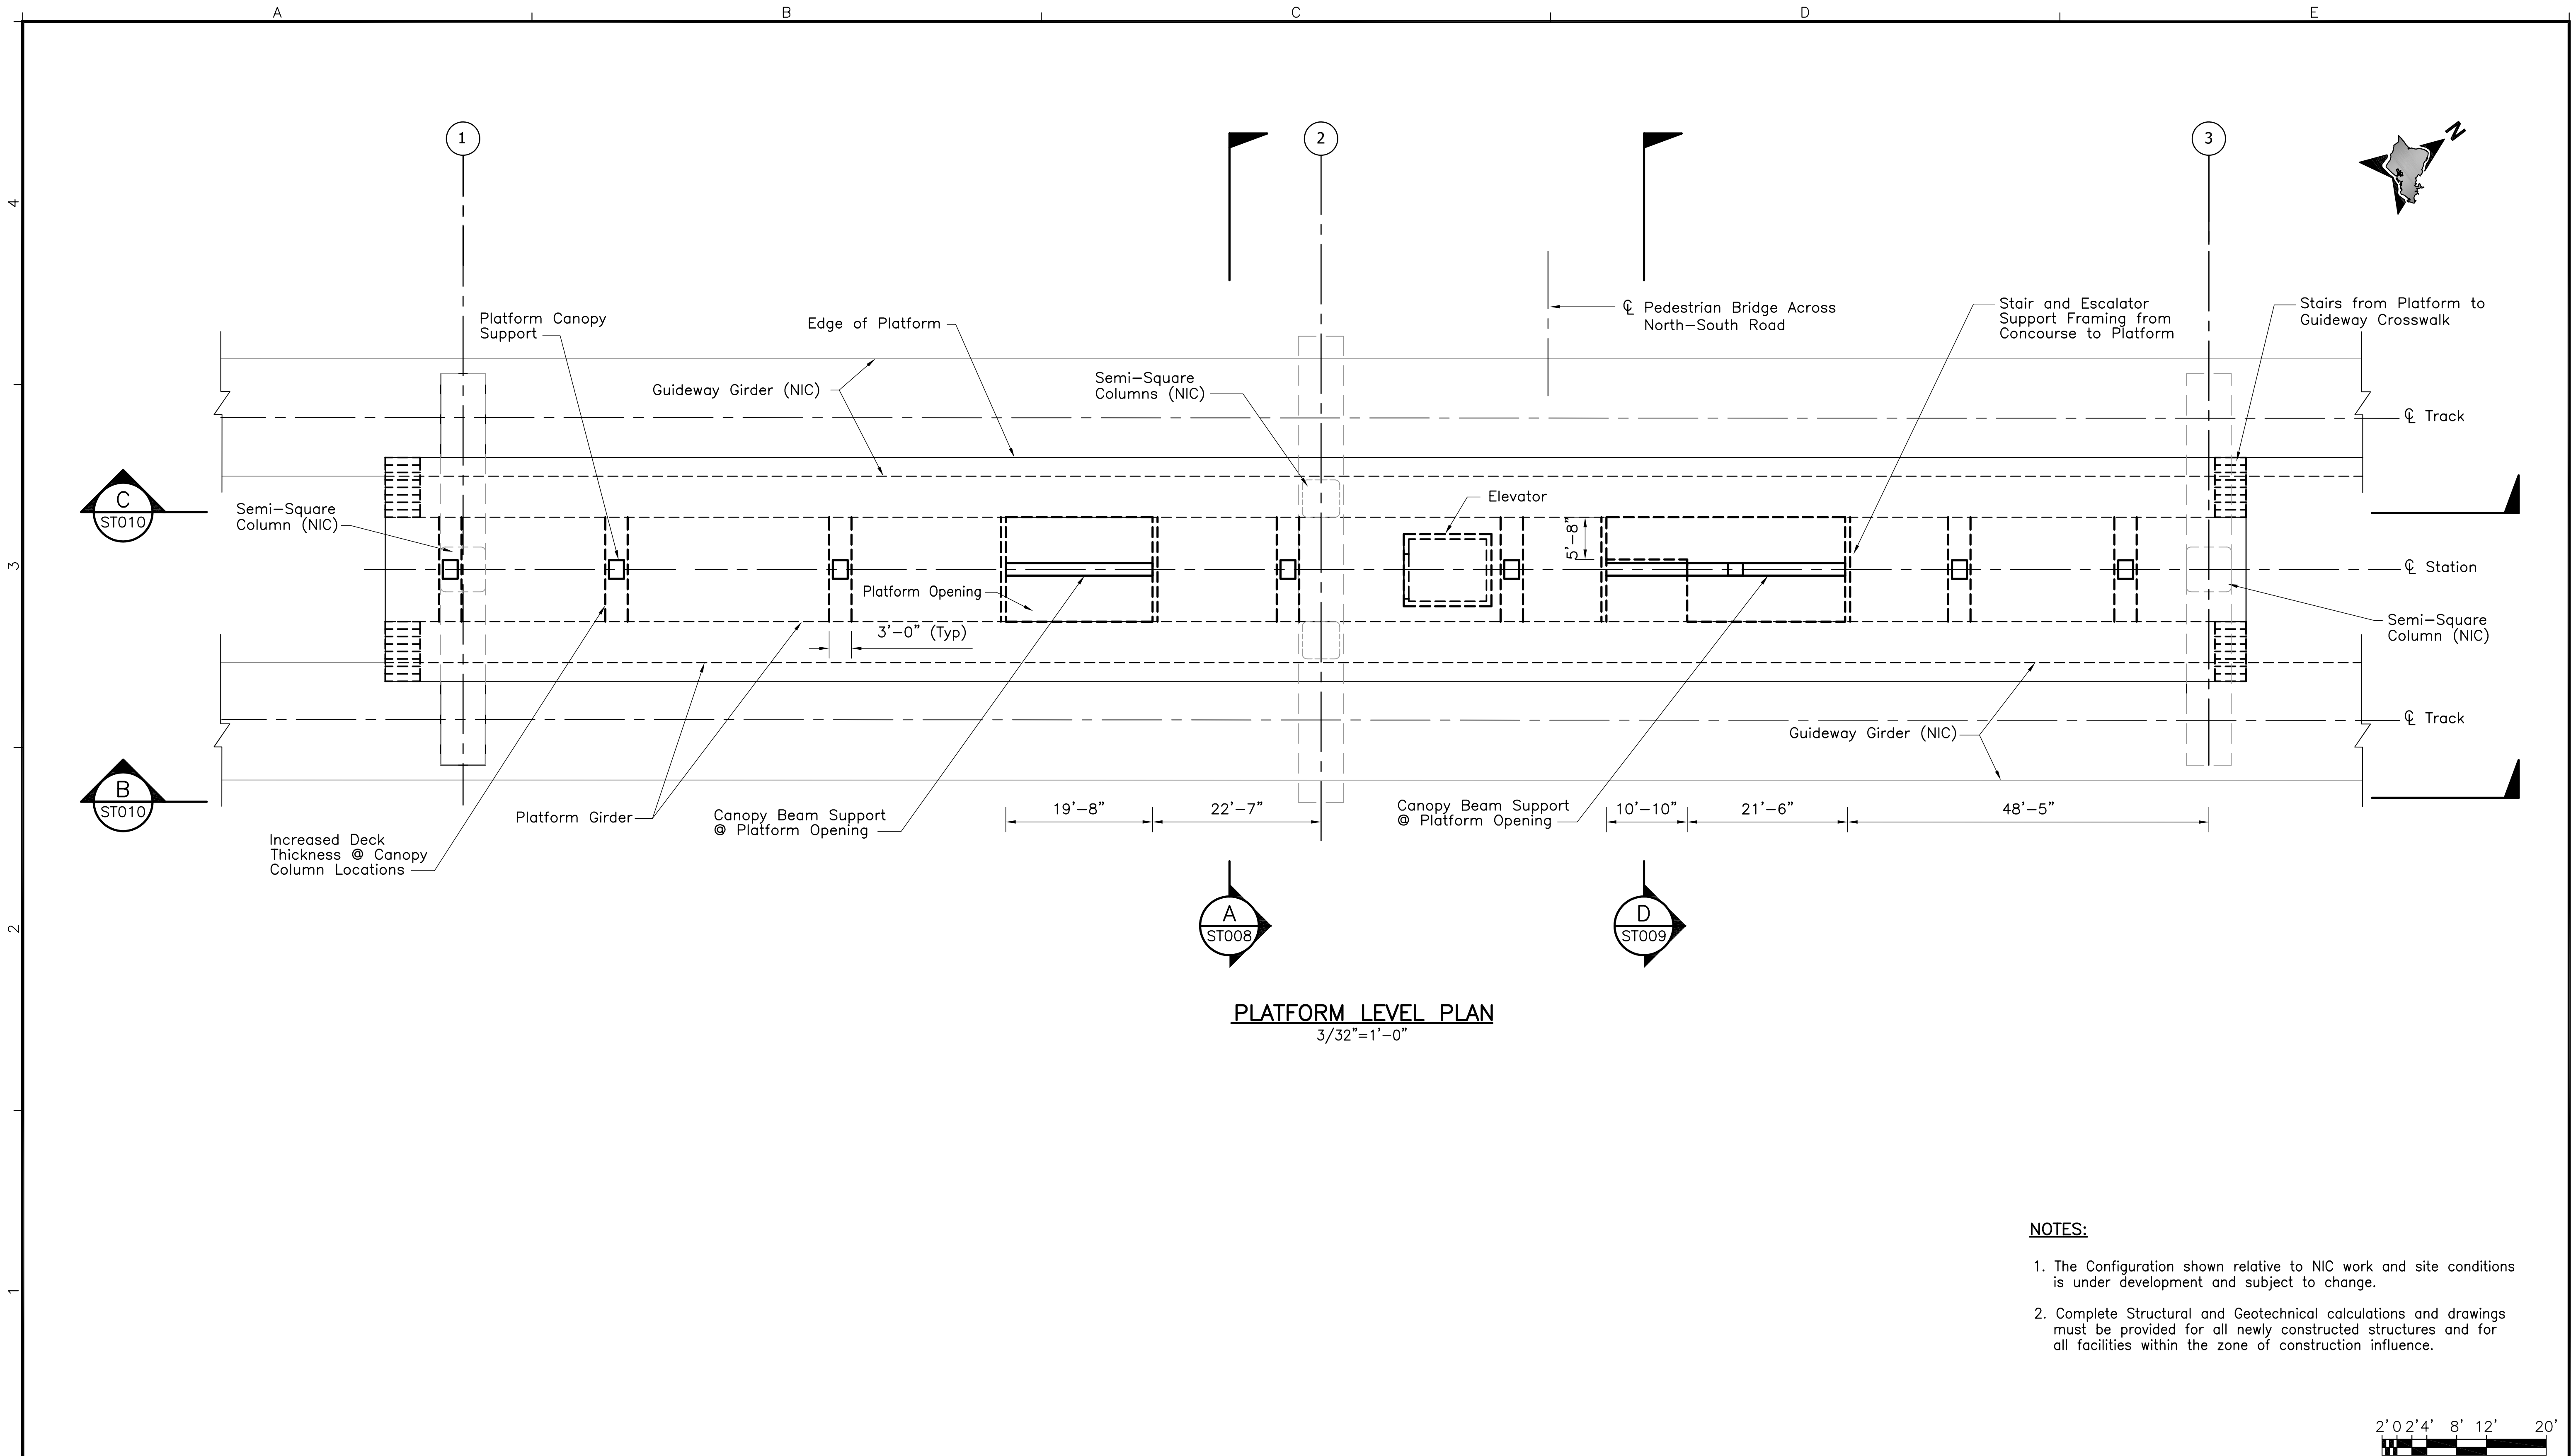 A
B
C
D
E
4
3
2
1
1
2
3
N
Platform Canopy
Support
Edge of Platform
℄ Pedestrian Bridge Across
North-South Road
Stair and Escalator
Support Framing from
Concourse to Platform
Stairs from Platform to
Guideway Crosswalk
Guideway Girder (NIC)
Semi-Square
Columns (NIC)
℄ Track
C
ST010
Semi-Square
Column (NIC)
Elevator
5'-8"
℄ Station
Platform Opening
3'-0" (Typ)
Semi-Square
Column (NIC)
℄ Track
Guideway Girder (NIC)
B
ST010
Platform Girder
Canopy Beam Support
@ Platform Opening
19'-8"
22'-7"
Canopy Beam Support
@ Platform Opening
10'-10"
21'-6"
48'-5"
Increased Deck
Thickness @ Canopy
Column Locations
A
ST008
D
ST009
PLATFORM LEVEL PLAN
3/32"=1'-0"
NOTES:
1. The Configuration shown relative to NIC work and site conditions
is under development and subject to change.
2. Complete Structural and Geotechnical calculations and drawings
must be provided for all newly constructed structures and for
all facilities within the zone of construction influence.
2' 0 2' 4' 8' 12' 20'